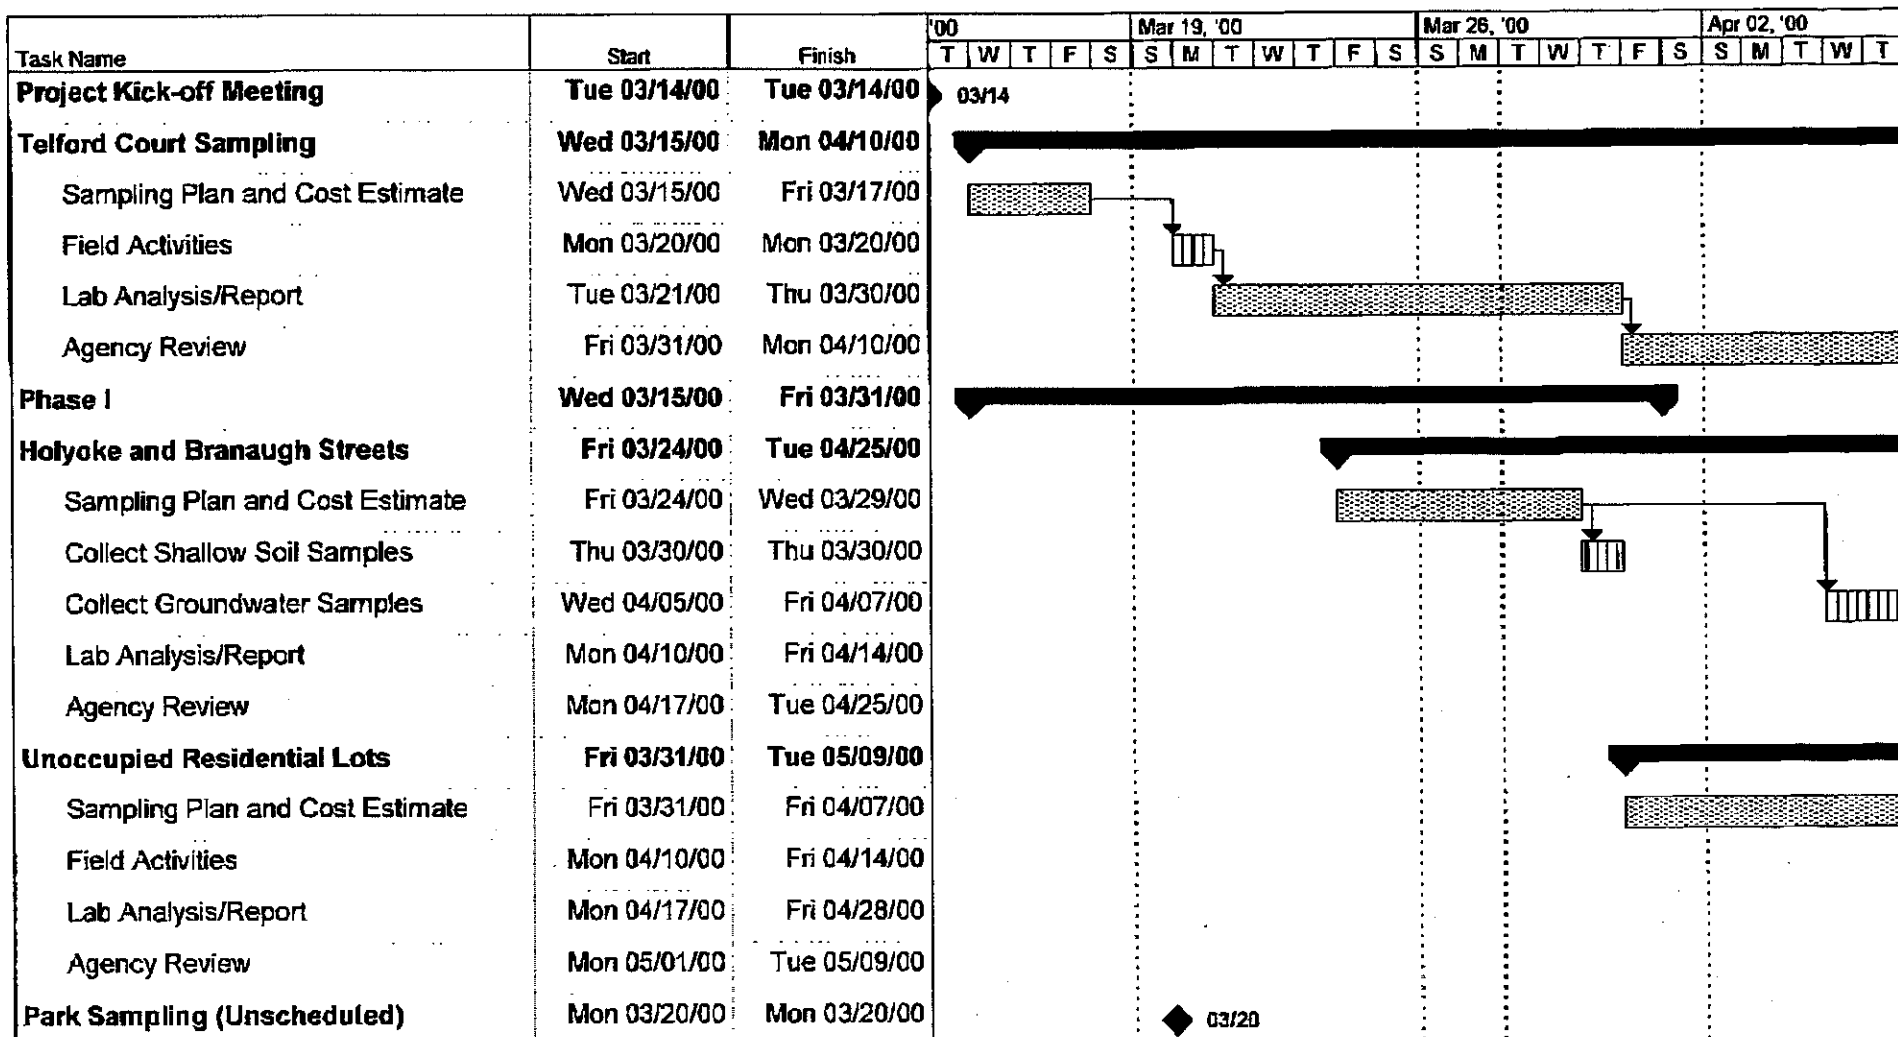 '00 Mar 19, '00 Mar 26, '00 Apr 02, '00
Task Name Start Finish T W T F S S M T W T F S S M T W T F S S M T W T
Project Kick-off Meeting Tue 03/14/00 Tue 03/14/00 03/14
Telford Court Sampling Wed 03/15/00 Mon 04/10/00
Sampling Plan and Cost Estimate Wed 03/15/00 Fri 03/17/00
Field Activities Mon 03/20/00 Mon 03/20/00
Lab Analysis/Report Tue 03/21/00 Thu 03/30/00
Agency Review Fri 03/31/00 Mon 04/10/00
Phase I Wed 03/15/00 Fri 03/31/00
Holyoke and Branaugh Streets Fri 03/24/00 Tue 04/25/00
Sampling Plan and Cost Estimate Fri 03/24/00 Wed 03/29/00
Collect Shallow Soil Samples Thu 03/30/00 Thu 03/30/00
Collect Groundwater Samples Wed 04/05/00 Fri 04/07/00
Lab Analysis/Report Mon 04/10/00 Fri 04/14/00
Agency Review Mon 04/17/00 Tue 04/25/00
Unoccupied Residential Lots Fri 03/31/00 Tue 05/09/00
Sampling Plan and Cost Estimate Fri 03/31/00 Fri 04/07/00
Field Activities Mon 04/10/00 Fri 04/14/00
Lab Analysis/Report Mon 04/17/00 Fri 04/28/00
Agency Review Mon 05/01/00 Tue 05/09/00
Park Sampling (Unscheduled) Mon 03/20/00 Mon 03/20/00 03/20